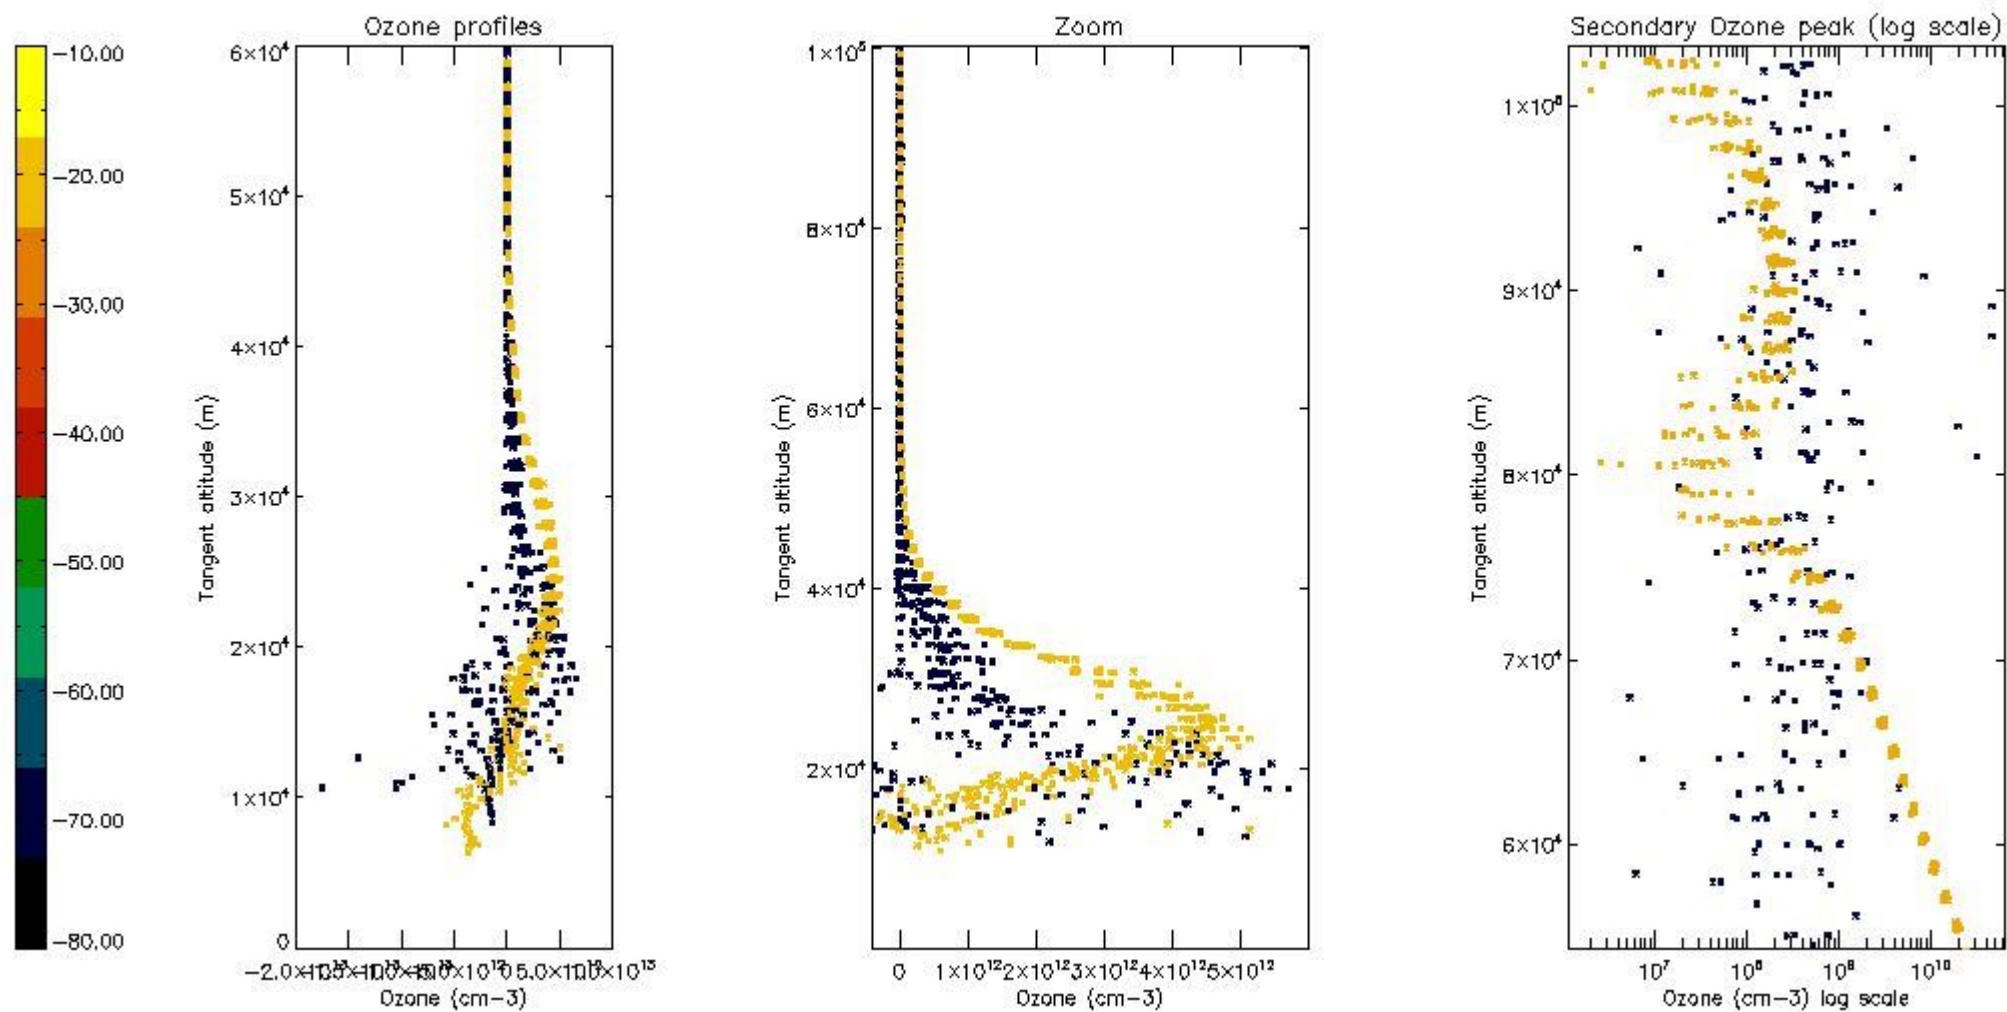 Ozone profiles
Zoom
Secondary Ozone peak (log scale)
−10.00
−20.00
−30.00
−40.00
−50.00
−60.00
−70.00
−80.00
6×10⁴
5×10⁴
4×10⁴
3×10⁴
2×10⁴
1×10⁴
0
Tangent altitude (m)
Ozone (cm−3)
1×10⁵
8×10⁴
6×10⁴
4×10⁴
2×10⁴
Tangent altitude (m)
0 1×10¹² 2×10¹² 3×10¹² 4×10¹² 5×10¹²
Ozone (cm−3)
1×10⁵
9×10⁴
8×10⁴
7×10⁴
6×10⁴
Tangent altitude (m)
10⁷ 10⁸ 10⁹ 10¹⁰
Ozone (cm−3) log scale